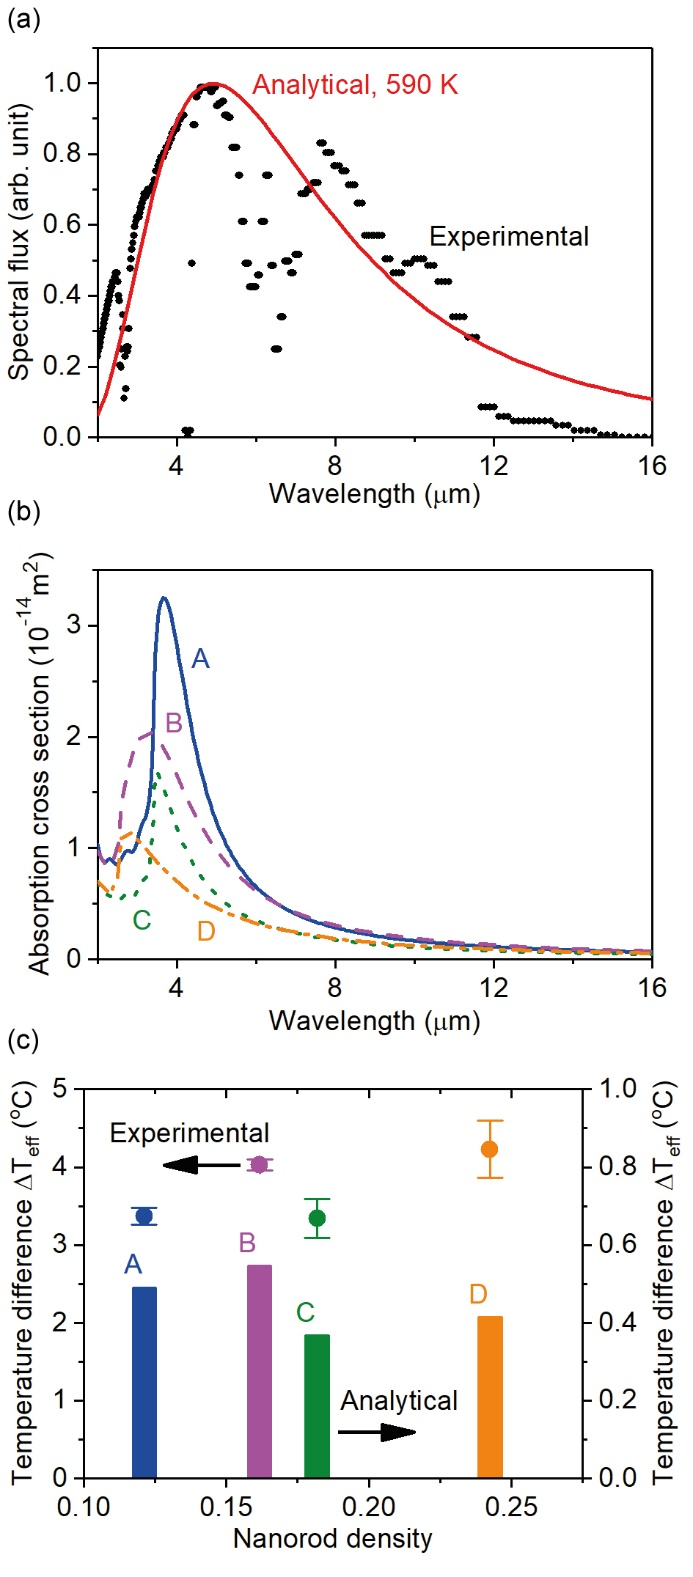 (a)
Analytical, 590 K
Experimental
Spectral flux (arb. unit)
1.0
0.8
0.6
0.4
0.2
0.0
4 8 12 16
Wavelength (μm)
(b)
Absorption cross section (10⁻¹⁴m²)
3
2
1
0
A
B
C
D
4 8 12 16
Wavelength (μm)
(c)
Temperature difference ΔT_eff (°C)
5
4
3
2
1
0
Experimental
A
B
C
D
Analytical
1.0
0.8
0.6
0.4
0.2
0.0
Temperature difference ΔT_eff (°C)
0.10 0.15 0.20 0.25
Nanorod density